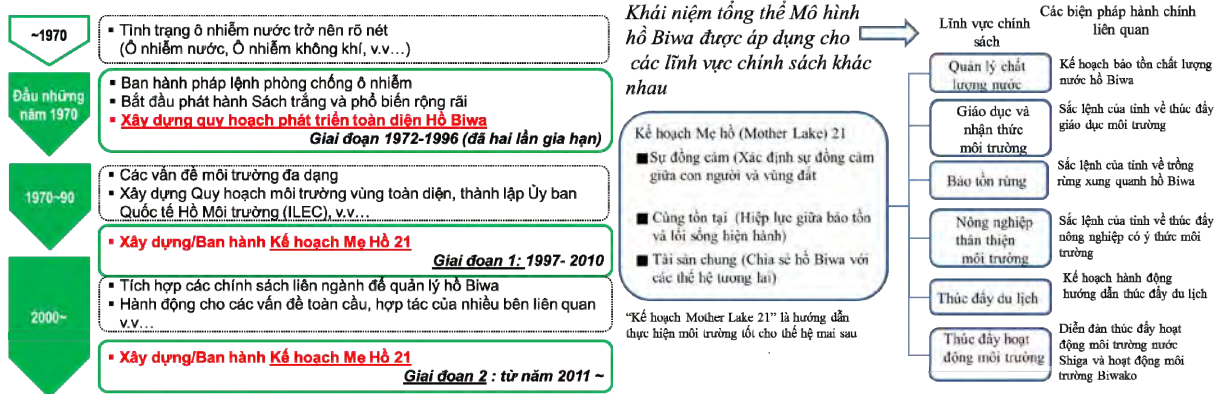 ~1970
▪ Tình trạng ô nhiễm nước trở nên rõ nét
(Ô nhiễm nước, Ô nhiễm không khí, v.v…)
Đầu những
năm 1970
▪ Ban hành pháp lệnh phòng chống ô nhiễm
▪ Bắt đầu phát hành Sách trắng và phổ biến rộng rãi
▪ Xây dựng quy hoạch phát triển toàn diện Hồ Biwa
Giai đoạn 1972-1996 (đã hai lần gia hạn)
1970~90
▪ Các vấn đề môi trường đa dạng
▪ Xây dựng Quy hoạch môi trường vùng toàn diện, thành lập Ủy ban
Quốc tế Hồ Môi trường (ILEC), v.v…
▪ Xây dựng/Ban hành Kế hoạch Mẹ Hồ 21
Giai đoạn 1: 1997- 2010
2000~
▪ Tích hợp các chính sách liên ngành để quản lý hồ Biwa
▪ Hành động cho các vấn đề toàn cầu, hợp tác của nhiều bên liên quan
v.v…
▪ Xây dựng/Ban hành Kế hoạch Mẹ Hồ 21
Giai đoan 2 : từ năm 2011 ~
Khái niệm tổng thể Mô hình
hồ Biwa được áp dụng cho
các lĩnh vực chính sách khác
nhau
Kế hoạch Mẹ hồ (Mother Lake) 21
■ Sự đồng cảm (Xác định sự đồng cảm
giữa con người và vùng đất
■ Cùng tồn tại (Hiệp lực giữa bảo tồn
và lối sống hiện hành)
■ Tài sản chung (Chia sẻ hồ Biwa với
các thế hệ tương lai)
“Kế hoạch Mother Lake 21” là hướng dẫn
thực hiện môi trường tốt cho thế hệ mai sau
Lĩnh vực chính
sách
Các biện pháp hành chính
liên quan
Quản lý chất
lượng nước
Kế hoạch bảo tồn chất lượng
nước hồ Biwa
Giáo dục và
nhận thức
môi trường
Sắc lệnh của tỉnh về thúc đẩy
giáo dục môi trường
Bảo tồn rừng
Sắc lệnh của tỉnh về trồng
rừng xung quanh hồ Biwa
Nông nghiệp
thân thiện
môi trường
Sắc lệnh của tỉnh về thúc đẩy
nông nghiệp có ý thức môi
trường
Thúc đẩy du lịch
Kế hoạch hành động
hướng dẫn thúc đẩy du lịch
Thúc đẩy hoạt
động môi trường
Diễn đàn thúc đẩy hoạt
động môi trường nước
Shiga và hoạt động môi
trường Biwako